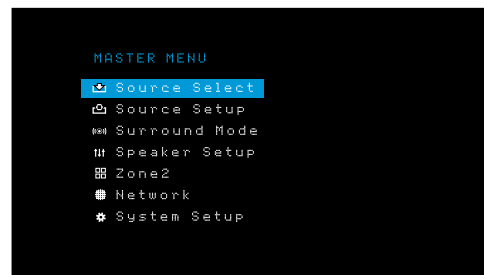 MASTER MENU
Source Select
Source Setup
Surround Mode
Speaker Setup
Zone2
Network
System Setup